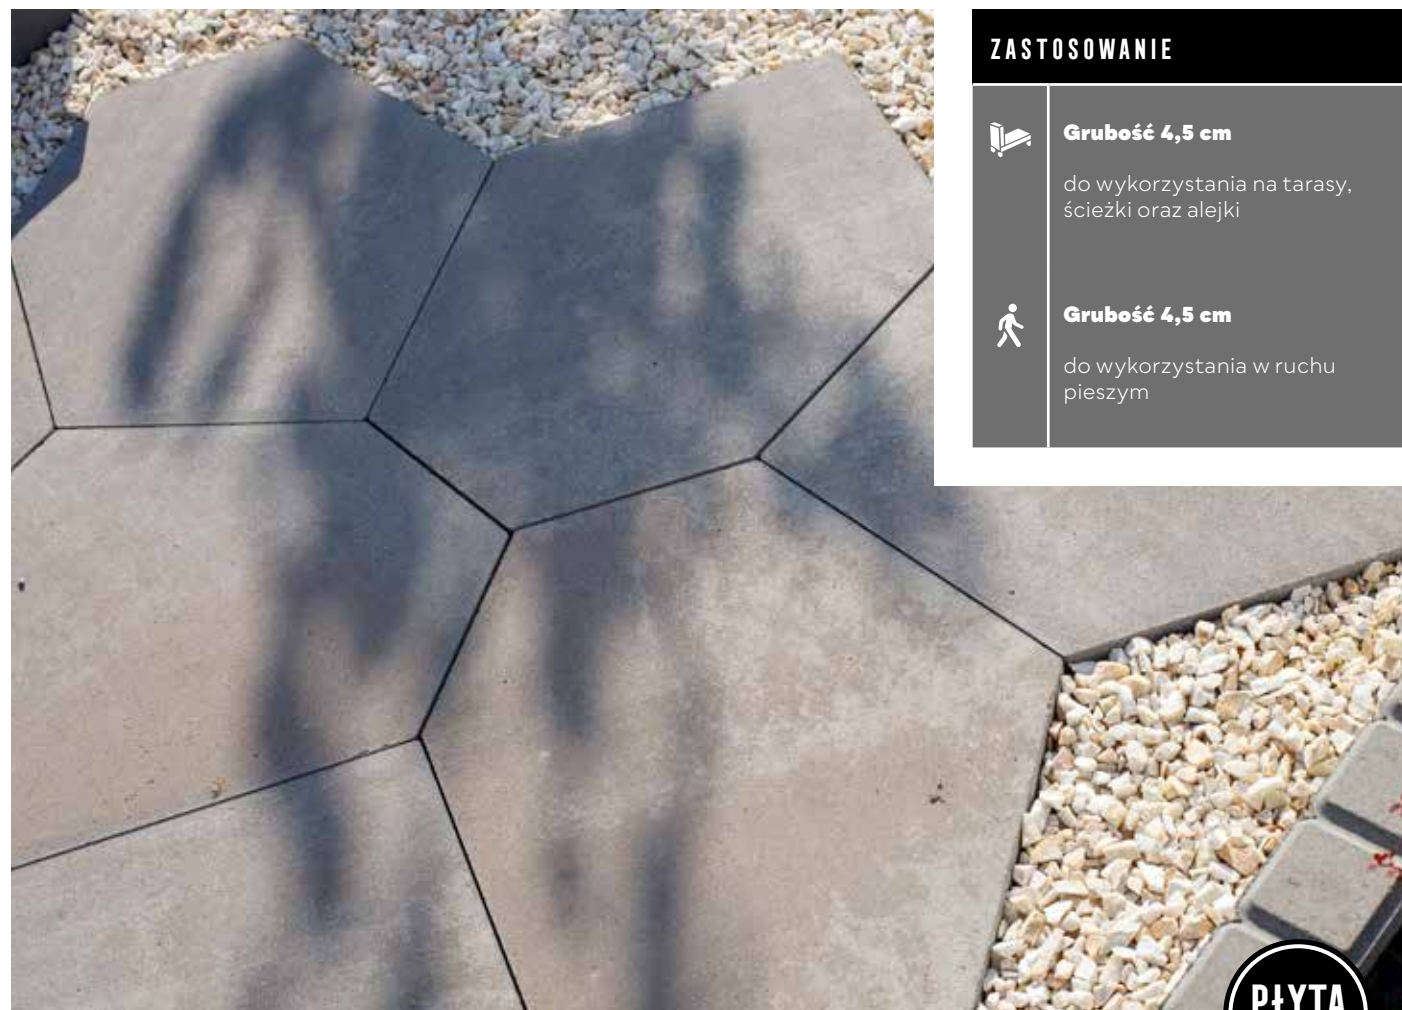 ZASTOSOWANIE
Grubość 4,5 cm
do wykorzystania na tarasy,
ścieżki oraz alejki
Grubość 4,5 cm
do wykorzystania w ruchu
pieszym
PŁYTA